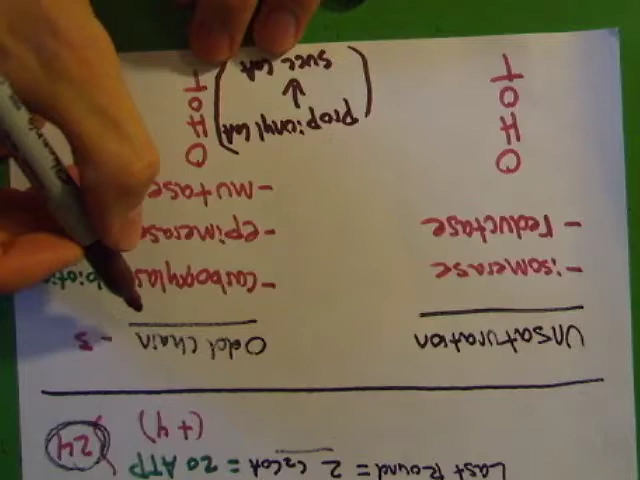 Last Round = 2 C2CoA = 20 ATP
(+4)
24
Unsaturation
- isomerase
- reductase
O
H
O
T
Odd chain
- 3
- epimerase
- mutase
O
H
O
T
(Propionyl CoA
→
Succ CoA)